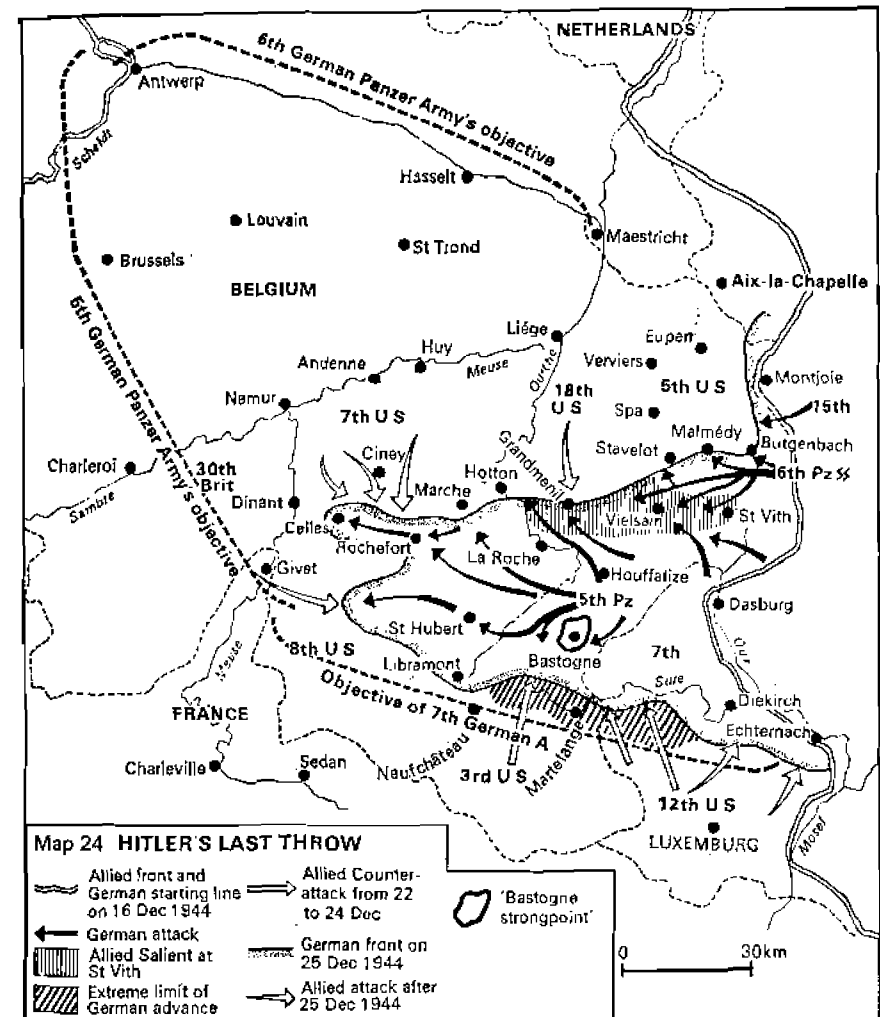 NETHERLANDS
6th German Panzer Army's objective
Antwerp
Scheldt
Hasselt
Louvain
St Trond
Maestricht
Brussels
BELGIUM
Aix-la-Chapelle
5th German Panzer Army's objective
Liége
Eupen
Huy
Verviers
Andenne
Meuse
Ourthe
18th
U S
5th U S
Montjoie
Namur
7th U S
Spa
15th
Malmédy
Stavelot
Butgenbach
Ciney
Grandmenil
Charleroi
30th
Brit
Hotton
6th Pz SS
Marche
Sambre
Dinant
Vielsalm
St Vith
Celles
Rochefort
La Roche
Givet
Houffalize
5th Pz
Dasburg
St Hubert
Meuse
8th U S
Bastogne
7th
Our
Libramont
Sure
Diekirch
Objective of 7th German A
FRANCE
Echternach
Neufchâteau
Martelange
Charleville
Sedan
3rd U S
12th U S
LUXEMBURG
Mosel
Map 24 HITLER'S LAST THROW
Allied front and
German starting line
on 16 Dec 1944
German attack
Allied Salient at
St Vith
Extreme limit of
German advance
Allied Counter-
attack from 22
to 24 Dec
German front on
25 Dec 1944
Allied attack after
25 Dec 1944
'Bastogne
strongpoint'
0 30km